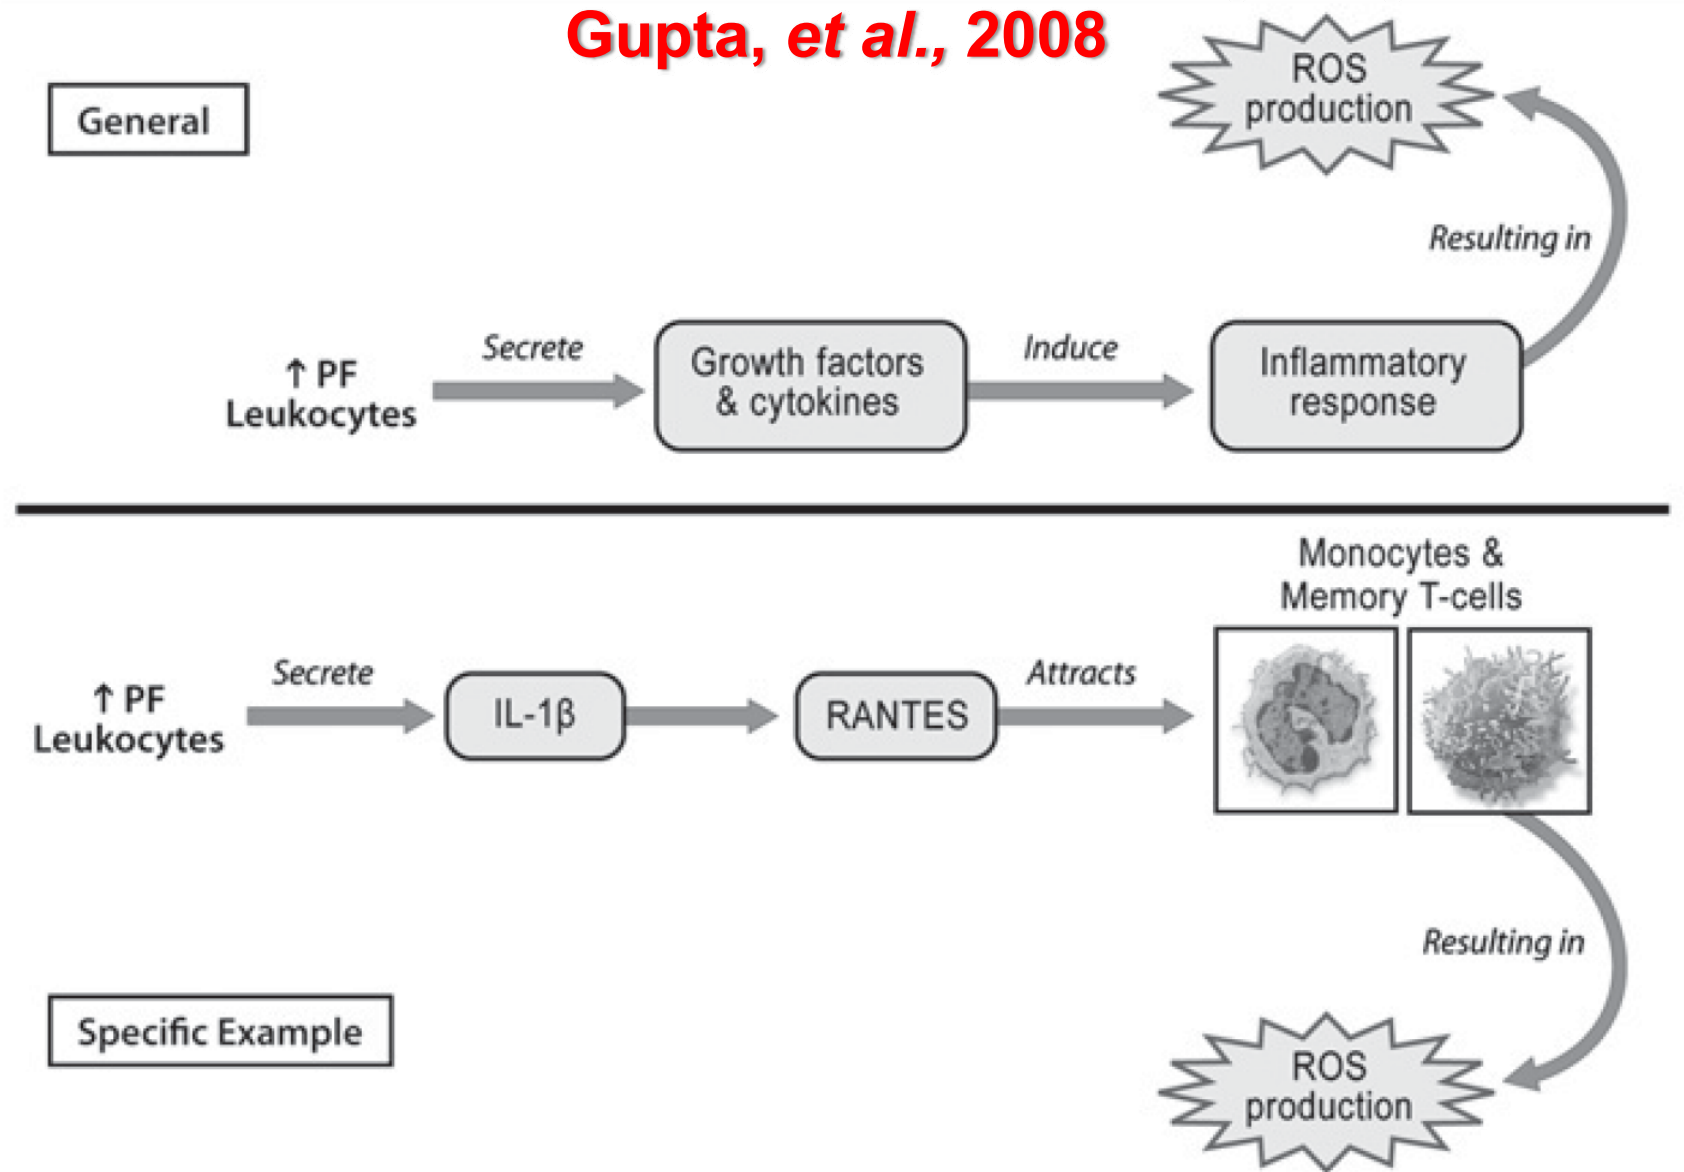 Gupta, et al., 2008
General
ROS
production
Resulting in
↑ PF
Leukocytes
Secrete
Growth factors
& cytokines
Induce
Inflammatory
response
Monocytes &
Memory T-cells
↑ PF
Leukocytes
Secrete
IL-1β
RANTES
Attracts
Resulting in
Specific Example
ROS
production